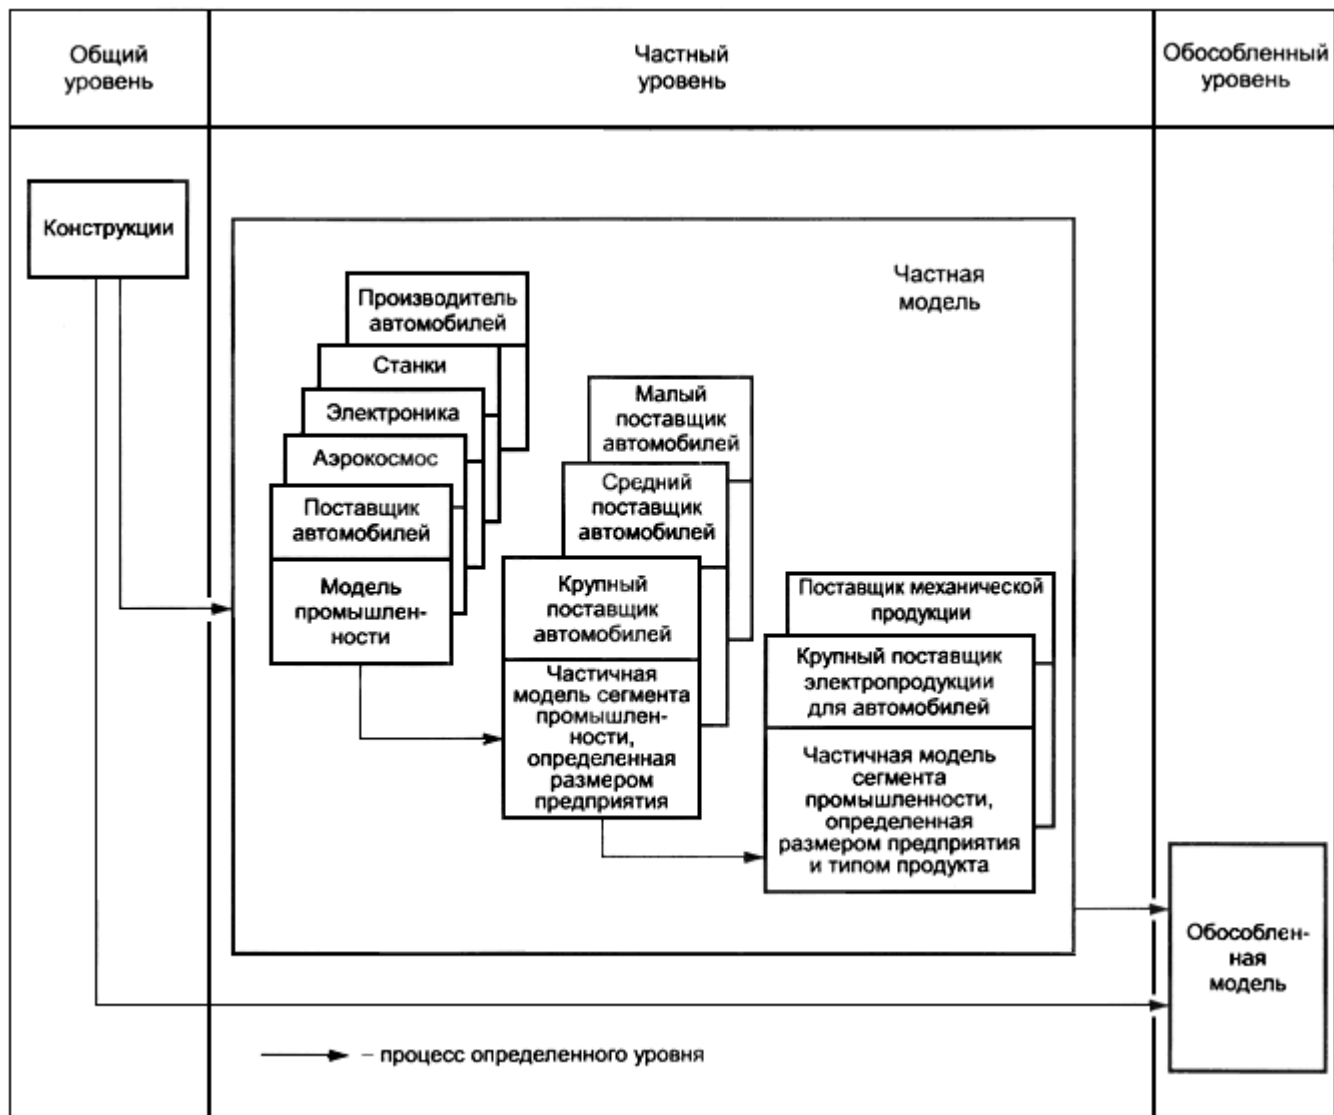 Общий
уровень
Частный
уровень
Обособленный
уровень
Конструкции
Частная
модель
Производитель
автомобилей
Станки
Электроника
Аэрокосмос
Поставщик
автомобилей
Модель
промышлен-
ности
Малый
поставщик
автомобилей
Средний
поставщик
автомобилей
Крупный
поставщик
автомобилей
Частичная
модель сегмента
промышлен-
ности,
определенная
размером
предприятия
Поставщик механической
продукции
Крупный поставщик
электропродукции
для автомобилей
Частичная модель
сегмента
промышленности,
определенная
размером предприятия
и типом продукта
Обособлен-
ная
модель
– процесс определенного уровня